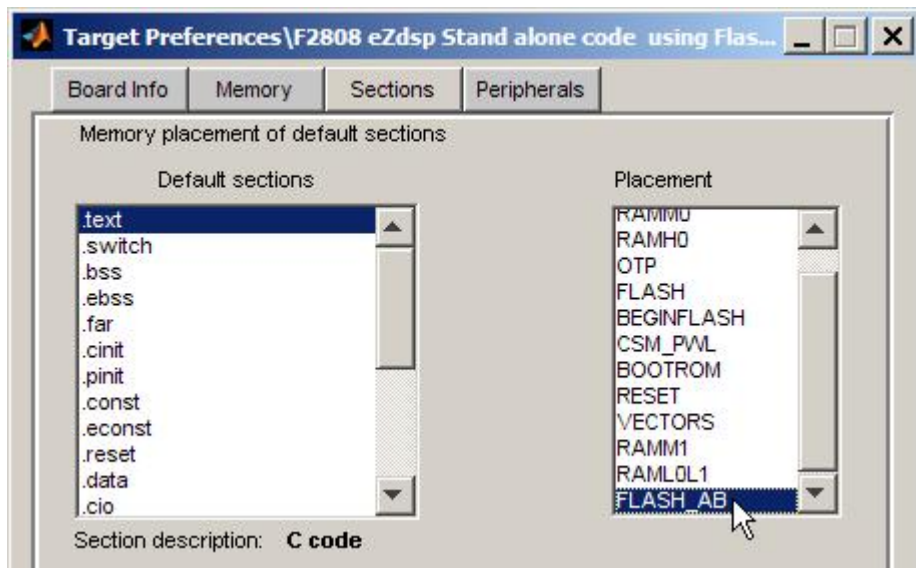 Target Preferences\F2808 eZdsp Stand alone code using Flas...
Board Info
Memory
Sections
Peripherals
Memory placement of default sections
Default sections
.text
.switch
.bss
.ebss
.far
.cinit
.pinit
.const
.econst
.reset
.data
.cio
Placement
RAMM0
RAMH0
OTP
FLASH
BEGINFLASH
CSM_PWL
BOOTROM
RESET
VECTORS
RAMM1
RAML0L1
FLASH_AB
Section description: C code